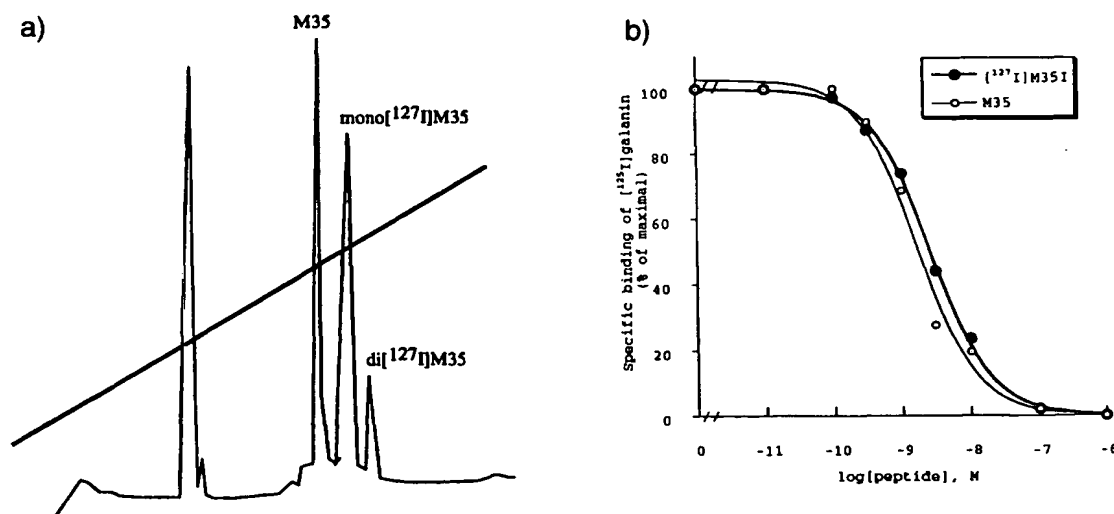 a)
M35
mono[¹²⁷I]M35
di[¹²⁷I]M35
b)
[¹²⁷I]M35I
M35
Specific binding of [¹²⁵I]galanin
(% of maximal)
100
80
60
40
20
0
0 -11 -10 -9 -8 -7 -6
log[peptide], M